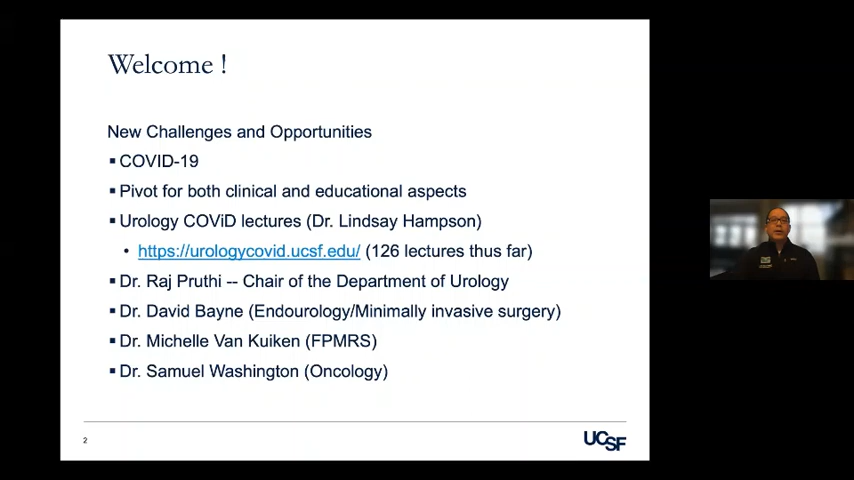 Welcome !
New Challenges and Opportunities
▪ COVID-19
▪ Pivot for both clinical and educational aspects
▪ Urology COViD lectures (Dr. Lindsay Hampson)
• https://urologycovid.ucsf.edu/ (126 lectures thus far)
▪ Dr. Raj Pruthi -- Chair of the Department of Urology
▪ Dr. David Bayne (Endourology/Minimally invasive surgery)
▪ Dr. Michelle Van Kuiken (FPMRS)
▪ Dr. Samuel Washington (Oncology)
2
UCSF